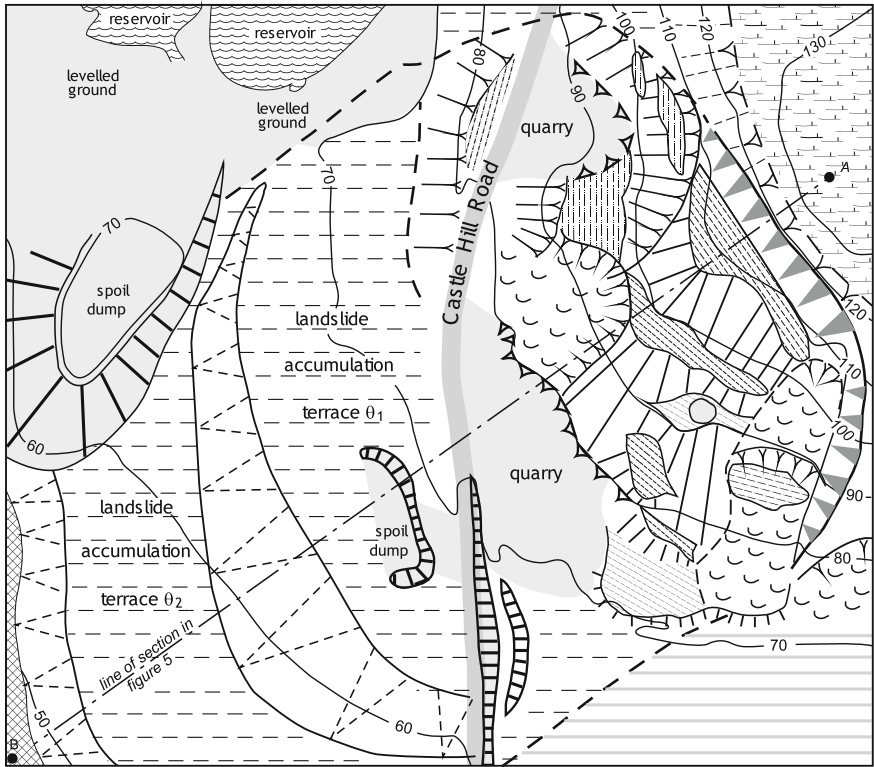 reservoir
reservoir
levelled
ground
levelled
ground
80
100
110
120
130
90
quarry
A
70
Castle Hill Road
70
spoil
dump
landslide
accumulation
terrace θ1
120
110
100
60
quarry
90
landslide
accumulation
terrace θ2
spoil
dump
80
line of section in
figure 5
70
50
60
B